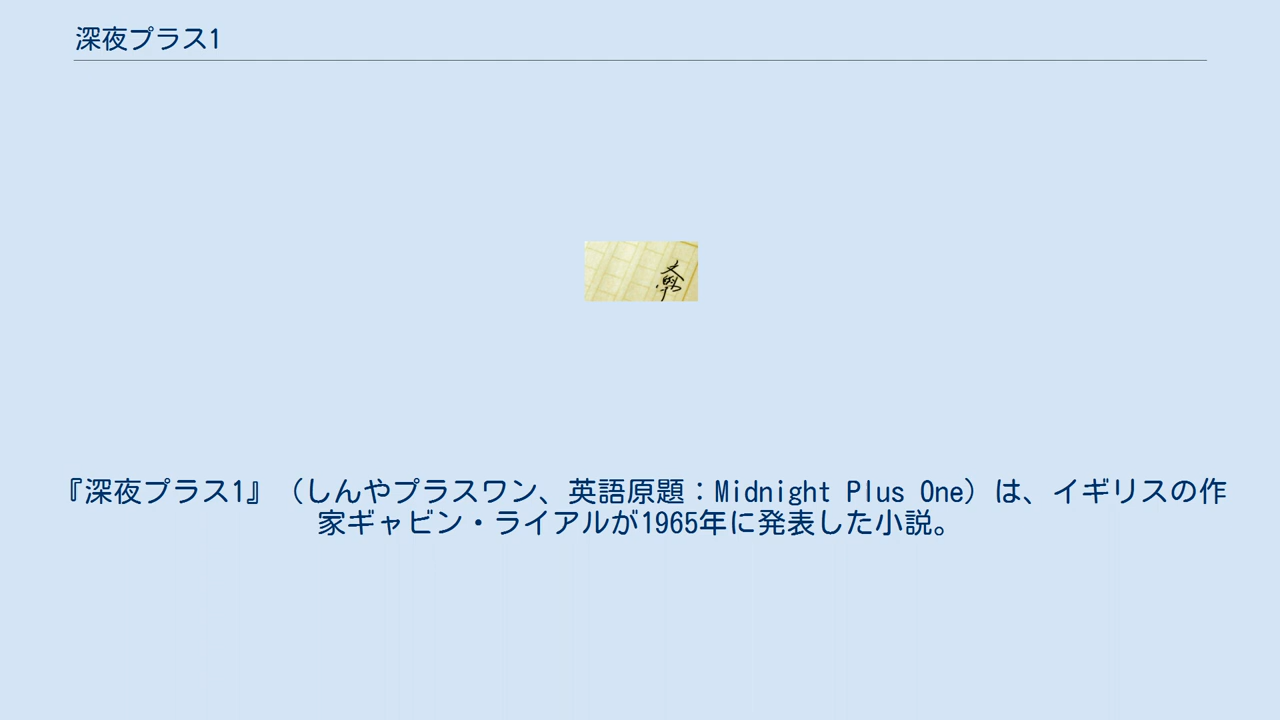 深夜プラス1
『深夜プラス1』（しんやプラスワン、英語原題：Midnight Plus One）は、イギリスの作
家ギャビン・ライアルが1965年に発表した小説。